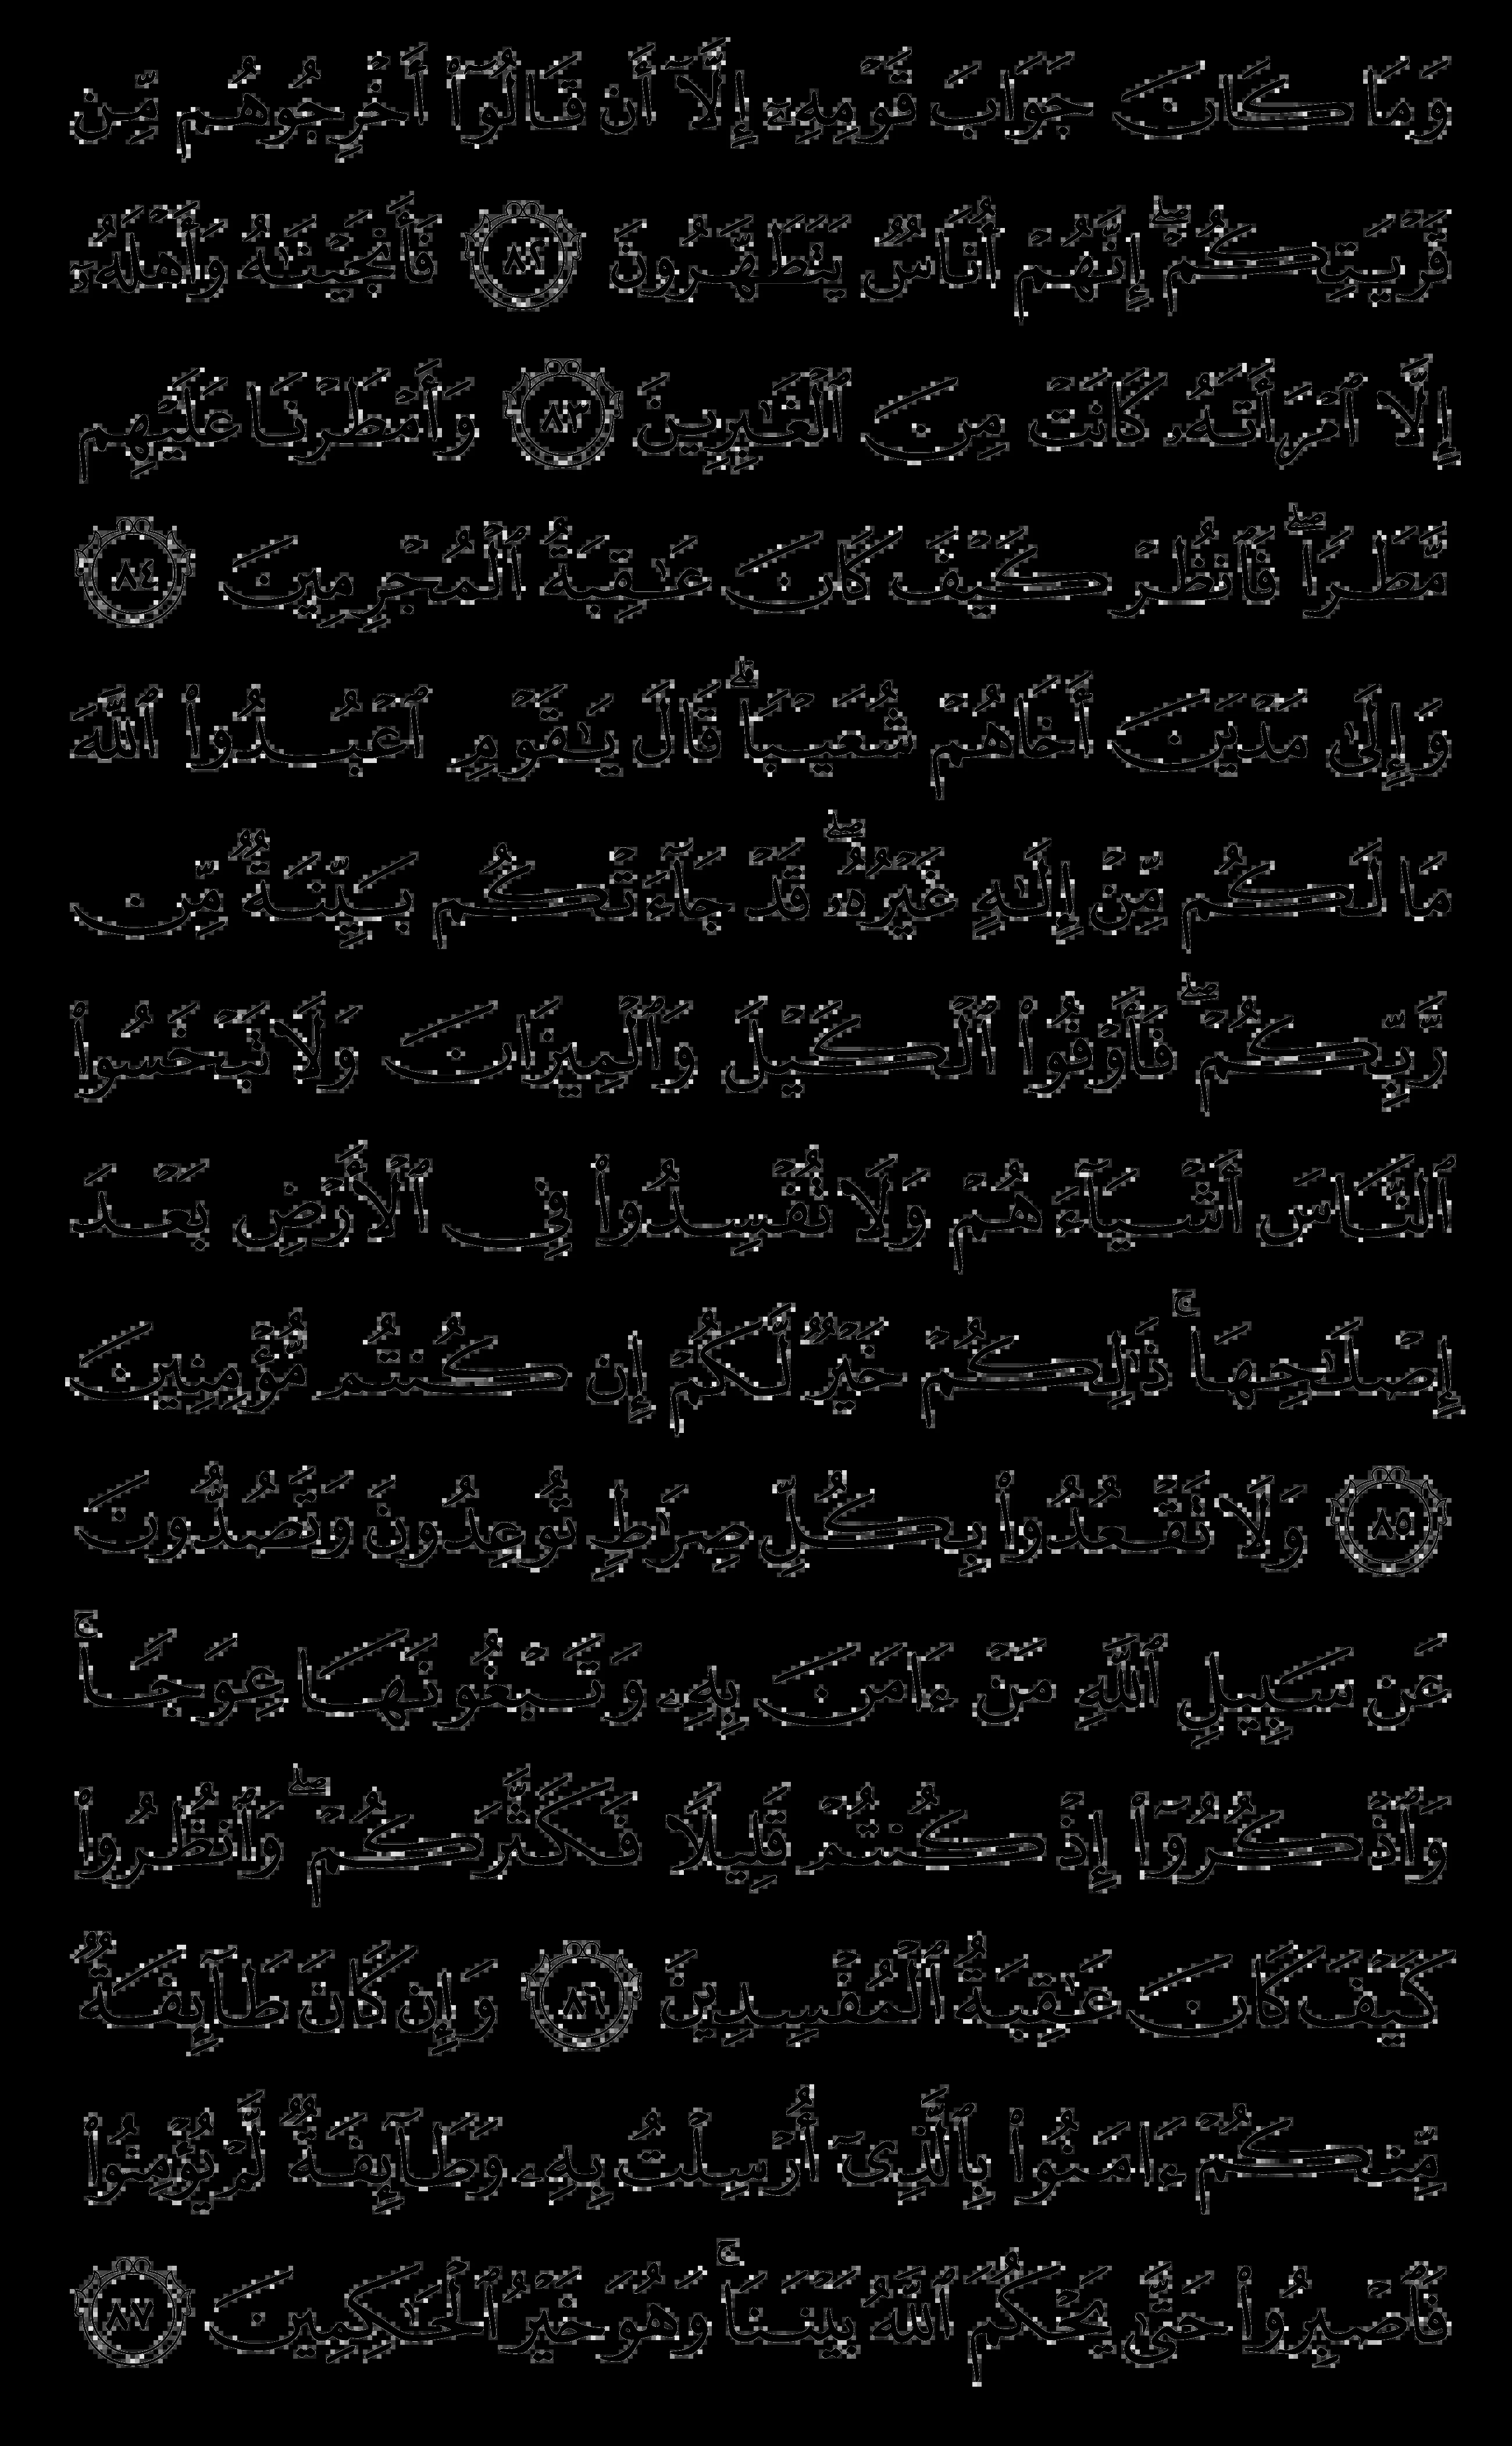 وَمَا كَانَ جَوَابَ قَوْمِهِۦٓ إِلَّآ أَن قَالُوٓا۟ أَخْرِجُوهُم مِّن
قَرْيَتِكُمْ ۖ إِنَّهُمْ أُنَاسٌ يَتَطَهَّرُونَ ٨٢ فَأَنجَيْنَـٰهُ وَأَهْلَهُۥٓ
إِلَّا ٱمْرَأَتَهُۥ كَانَتْ مِنَ ٱلْغَـٰبِرِينَ ٨٣ وَأَمْطَرْنَا عَلَيْهِم
مَّطَرًا ۖ فَٱنظُرْ كَيْفَ كَانَ عَـٰقِبَةُ ٱلْمُجْرِمِينَ ٨٤
وَإِلَىٰ مَدْيَنَ أَخَاهُمْ شُعَيْبًا ۗ قَالَ يَـٰقَوْمِ ٱعْبُدُوا۟ ٱللَّهَ
مَا لَكُم مِّنْ إِلَـٰهٍ غَيْرُهُۥ ۖ قَدْ جَآءَتْكُم بَيِّنَةٌ مِّن
رَّبِّكُمْ ۖ فَأَوْفُوا۟ ٱلْكَيْلَ وَٱلْمِيزَانَ وَلَا تَبْخَسُوا۟
ٱلنَّاسَ أَشْيَآءَهُمْ وَلَا تُفْسِدُوا۟ فِى ٱلْأَرْضِ بَعْدَ
إِصْلَـٰحِهَا ۚ ذَٰلِكُمْ خَيْرٌ لَّكُمْ إِن كُنتُم مُّؤْمِنِينَ
٨٥ وَلَا تَقْعُدُوا۟ بِكُلِّ صِرَٰطٍ تُوعِدُونَ وَتَصُدُّونَ
عَن سَبِيلِ ٱللَّهِ مَنْ ءَامَنَ بِهِۦ وَتَبْغُونَهَا عِوَجًا ۚ
وَٱذْكُرُوٓا۟ إِذْ كُنتُمْ قَلِيلًا فَكَثَّرَكُمْ ۖ وَٱنظُرُوا۟
كَيْفَ كَانَ عَـٰقِبَةُ ٱلْمُفْسِدِينَ ٨٦ وَإِن كَانَ طَآئِفَةٌ
مِّنكُمْ ءَامَنُوا۟ بِٱلَّذِىٓ أُرْسِلْتُ بِهِۦ وَطَآئِفَةٌ لَّمْ يُؤْمِنُوا۟
فَٱصْبِرُوا۟ حَتَّىٰ يَحْكُمَ ٱللَّهُ بَيْنَنَا ۚ وَهُوَ خَيْرُ ٱلْحَـٰكِمِينَ ٨٧